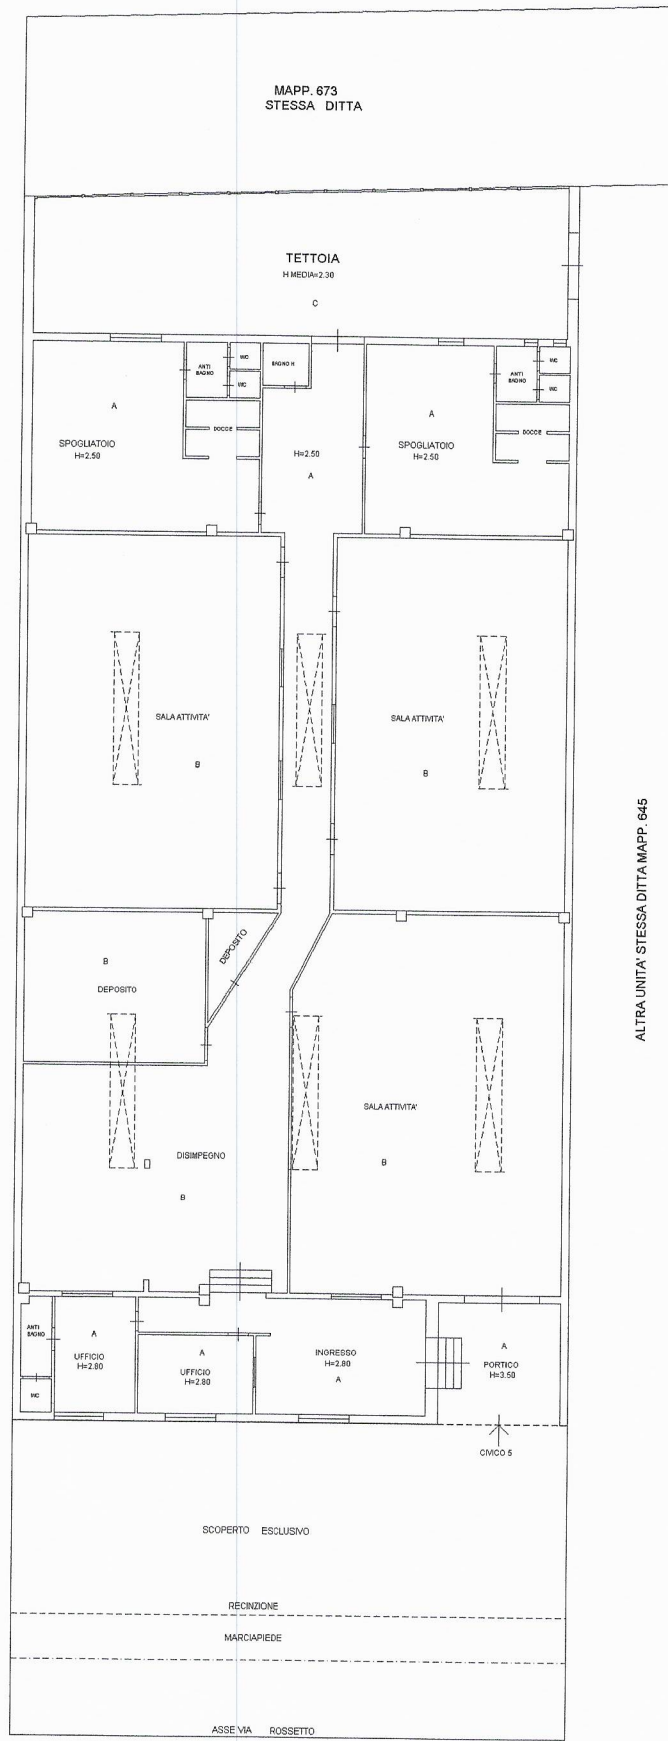 MAPP. 673
STESSA DITTA
TETTOIA
H MEDIA=2.30
C
ANTI
BAGNO
WC
WC
BAGNO H
ANTI
BAGNO
WC
WC
A
SPOGLIATOIO
H=2.50
DOCCE
H=2.50
A
A
SPOGLIATOIO
H=2.50
DOCCE
SALA ATTIVITA'
B
SALA ATTIVITA'
B
ALTRA UNITA' STESSA DITTA MAPP. 645
B
DEPOSITO
DEPOSITO
SALA ATTIVITA'
B
DISIMPEGNO
B
ANTI
BAGNO
WC
A
UFFICIO
H=2.80
A
UFFICIO
H=2.80
INGRESSO
H=2.80
A
A
PORTICO
H=3.50
CIVICO 5
SCOPERTO ESCLUSIVO
RECINZIONE
MARCIAPIEDE
ASSE VIA ROSSETTO